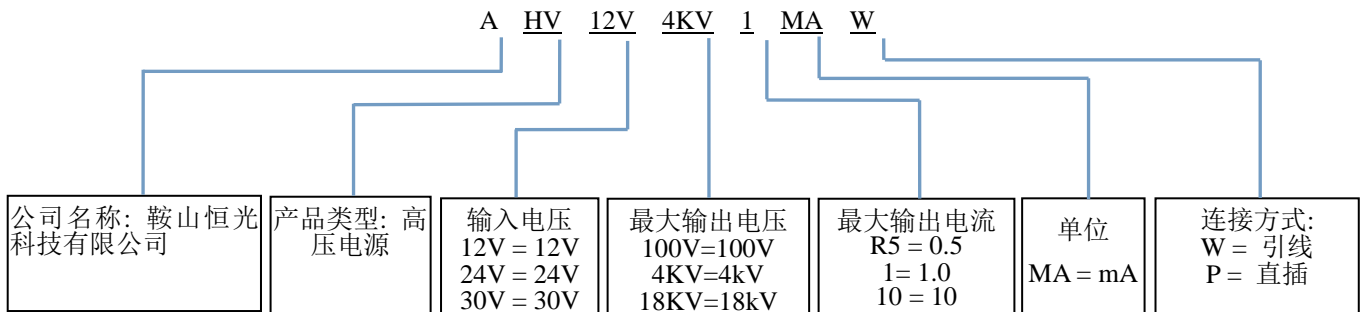 A HV 12V 4KV 1 MA W
公司名称: 鞍山恒光
科技有限公司
产品类型: 高
压电源
输入电压
12V = 12V
24V = 24V
30V = 30V
最大输出电压
100V=100V
4KV=4kV
18KV=18kV
最大输出电流
R5 = 0.5
1= 1.0
10 = 10
单位
MA = mA
连接方式:
W = 引线
P = 直插